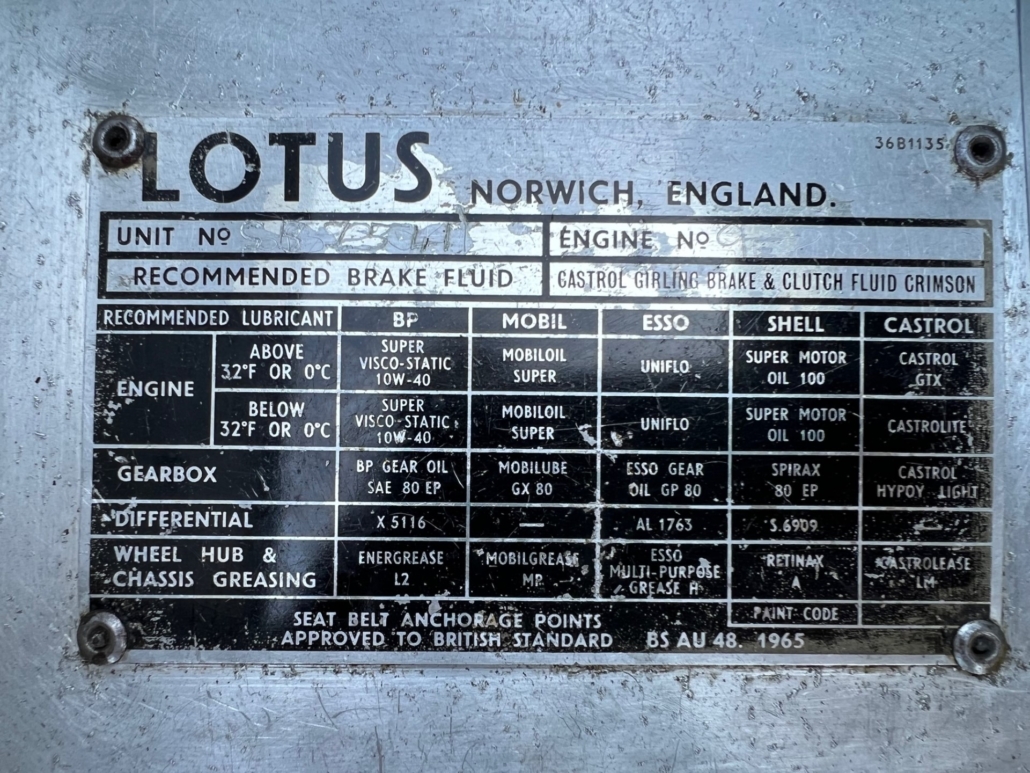 36B1135
LOTUS NORWICH, ENGLAND.
UNIT Nº
ENGINE Nº
RECOMMENDED BRAKE FLUID
CASTROL GIRLING BRAKE & CLUTCH FLUID CRIMSON
RECOMMENDED LUBRICANT BP MOBIL ESSO SHELL CASTROL
ENGINE
ABOVE
32°F OR 0°C
SUPER
VISCO-STATIC
10W-40
MOBILOIL
SUPER
UNIFLO
SUPER MOTOR
OIL 100
CASTROL
GTX
BELOW
32°F OR 0°C
SUPER
VISCO-STATIC
10W-40
MOBILOIL
SUPER
UNIFLO
SUPER MOTOR
OIL 100
CASTROLITE
GEARBOX
BP GEAR OIL
SAE 80 EP
MOBILUBE
GX 80
ESSO GEAR
OIL GP 80
SPIRAX
80 EP
CASTROL
HYPOY LIGHT
DIFFERENTIAL X 5116 — AL 1763 S.6909 —
WHEEL HUB &
CHASSIS GREASING
ENERGREASE
L2
MOBILGREASE
MP
ESSO
MULTI-PURPOSE
GREASE H
RETINAX
A
CASTROLEASE
LM
PAINT CODE
SEAT BELT ANCHORAGE POINTS
APPROVED TO BRITISH STANDARD BS AU 48. 1965